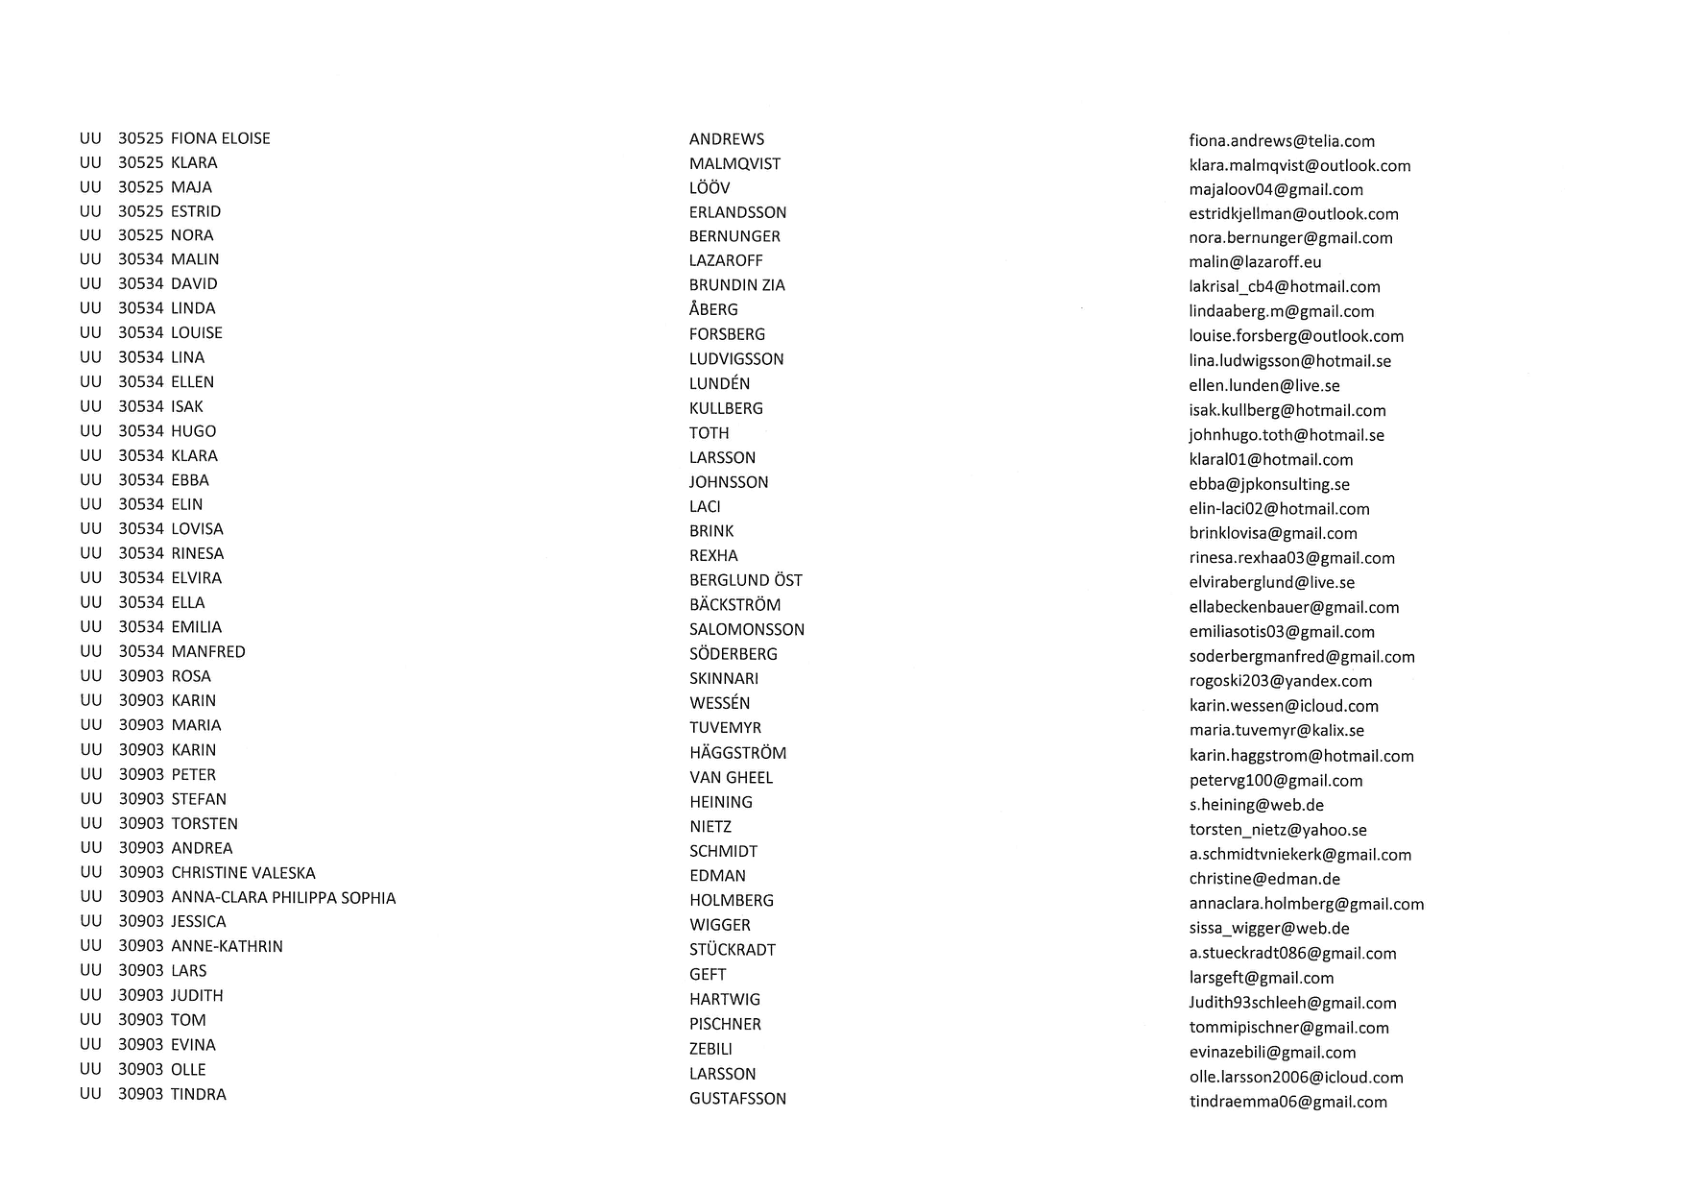 UU 30525 FIONA ELOISE ANDREWS fiona.andrews@telia.com
UU 30525 KLARA MALMQVIST klara.malmqvist@outlook.com
UU 30525 MAJA LÖÖV majaloov04@gmail.com
UU 30525 ESTRID ERLANDSSON estridkjellman@outlook.com
UU 30525 NORA BERNUNGER nora.bernunger@gmail.com
UU 30534 MALIN LAZAROFF malin@lazaroff.eu
UU 30534 DAVID BRUNDIN ZIA lakrisal_cb4@hotmail.com
UU 30534 LINDA ÅBERG lindaaberg.m@gmail.com
UU 30534 LOUISE FORSBERG louise.forsberg@outlook.com
UU 30534 LINA LUDVIGSSON lina.ludwigsson@hotmail.se
UU 30534 ELLEN LUNDÉN ellen.lunden@live.se
UU 30534 ISAK KULLBERG isak.kullberg@hotmail.com
UU 30534 HUGO TOTH johnhugo.toth@hotmail.se
UU 30534 KLARA LARSSON klaral01@hotmail.com
UU 30534 EBBA JOHNSSON ebba@jpkonsulting.se
UU 30534 ELIN LACI elin-laci02@hotmail.com
UU 30534 LOVISA BRINK brinklovisa@gmail.com
UU 30534 RINESA REXHA rinesa.rexhaa03@gmail.com
UU 30534 ELVIRA BERGLUND ÖST elviraberglund@live.se
UU 30534 ELLA BÄCKSTRÖM ellabeckenbauer@gmail.com
UU 30534 EMILIA SALOMONSSON emiliasotis03@gmail.com
UU 30534 MANFRED SÖDERBERG soderbergmanfred@gmail.com
UU 30903 ROSA SKINNARI rogoski203@yandex.com
UU 30903 KARIN WESSÉN karin.wessen@icloud.com
UU 30903 MARIA TUVEMYR maria.tuvemyr@kalix.se
UU 30903 KARIN HÄGGSTRÖM karin.haggstrom@hotmail.com
UU 30903 PETER VAN GHEEL petervg100@gmail.com
UU 30903 STEFAN HEINING s.heining@web.de
UU 30903 TORSTEN NIETZ torsten_nietz@yahoo.se
UU 30903 ANDREA SCHMIDT a.schmidtvniekerk@gmail.com
UU 30903 CHRISTINE VALESKA EDMAN christine@edman.de
UU 30903 ANNA-CLARA PHILIPPA SOPHIA HOLMBERG annaclara.holmberg@gmail.com
UU 30903 JESSICA WIGGER sissa_wigger@web.de
UU 30903 ANNE-KATHRIN STÜCKRADT a.stueckradt086@gmail.com
UU 30903 LARS GEFT larsgeft@gmail.com
UU 30903 JUDITH HARTWIG Judith93schleeh@gmail.com
UU 30903 TOM PISCHNER tommipischner@gmail.com
UU 30903 EVINA ZEBILI evinazebili@gmail.com
UU 30903 OLLE LARSSON olle.larsson2006@icloud.com
UU 30903 TINDRA GUSTAFSSON tindraemma06@gmail.com